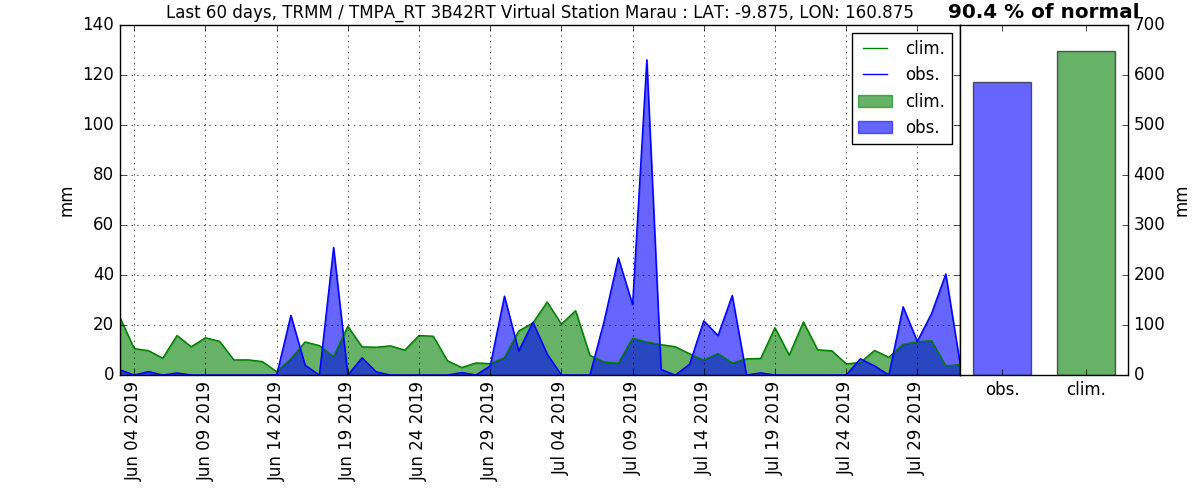 Last 60 days, TRMM / TMPA_RT 3B42RT Virtual Station Marau : LAT: -9.875, LON: 160.875
90.4 % of normal
140
120
100
80
60
40
20
0
mm
clim.
obs.
clim.
obs.
700
600
500
400
300
200
100
0
mm
Jun 04 2019
Jun 09 2019
Jun 14 2019
Jun 19 2019
Jun 24 2019
Jun 29 2019
Jul 04 2019
Jul 09 2019
Jul 14 2019
Jul 19 2019
Jul 24 2019
Jul 29 2019
obs.
clim.